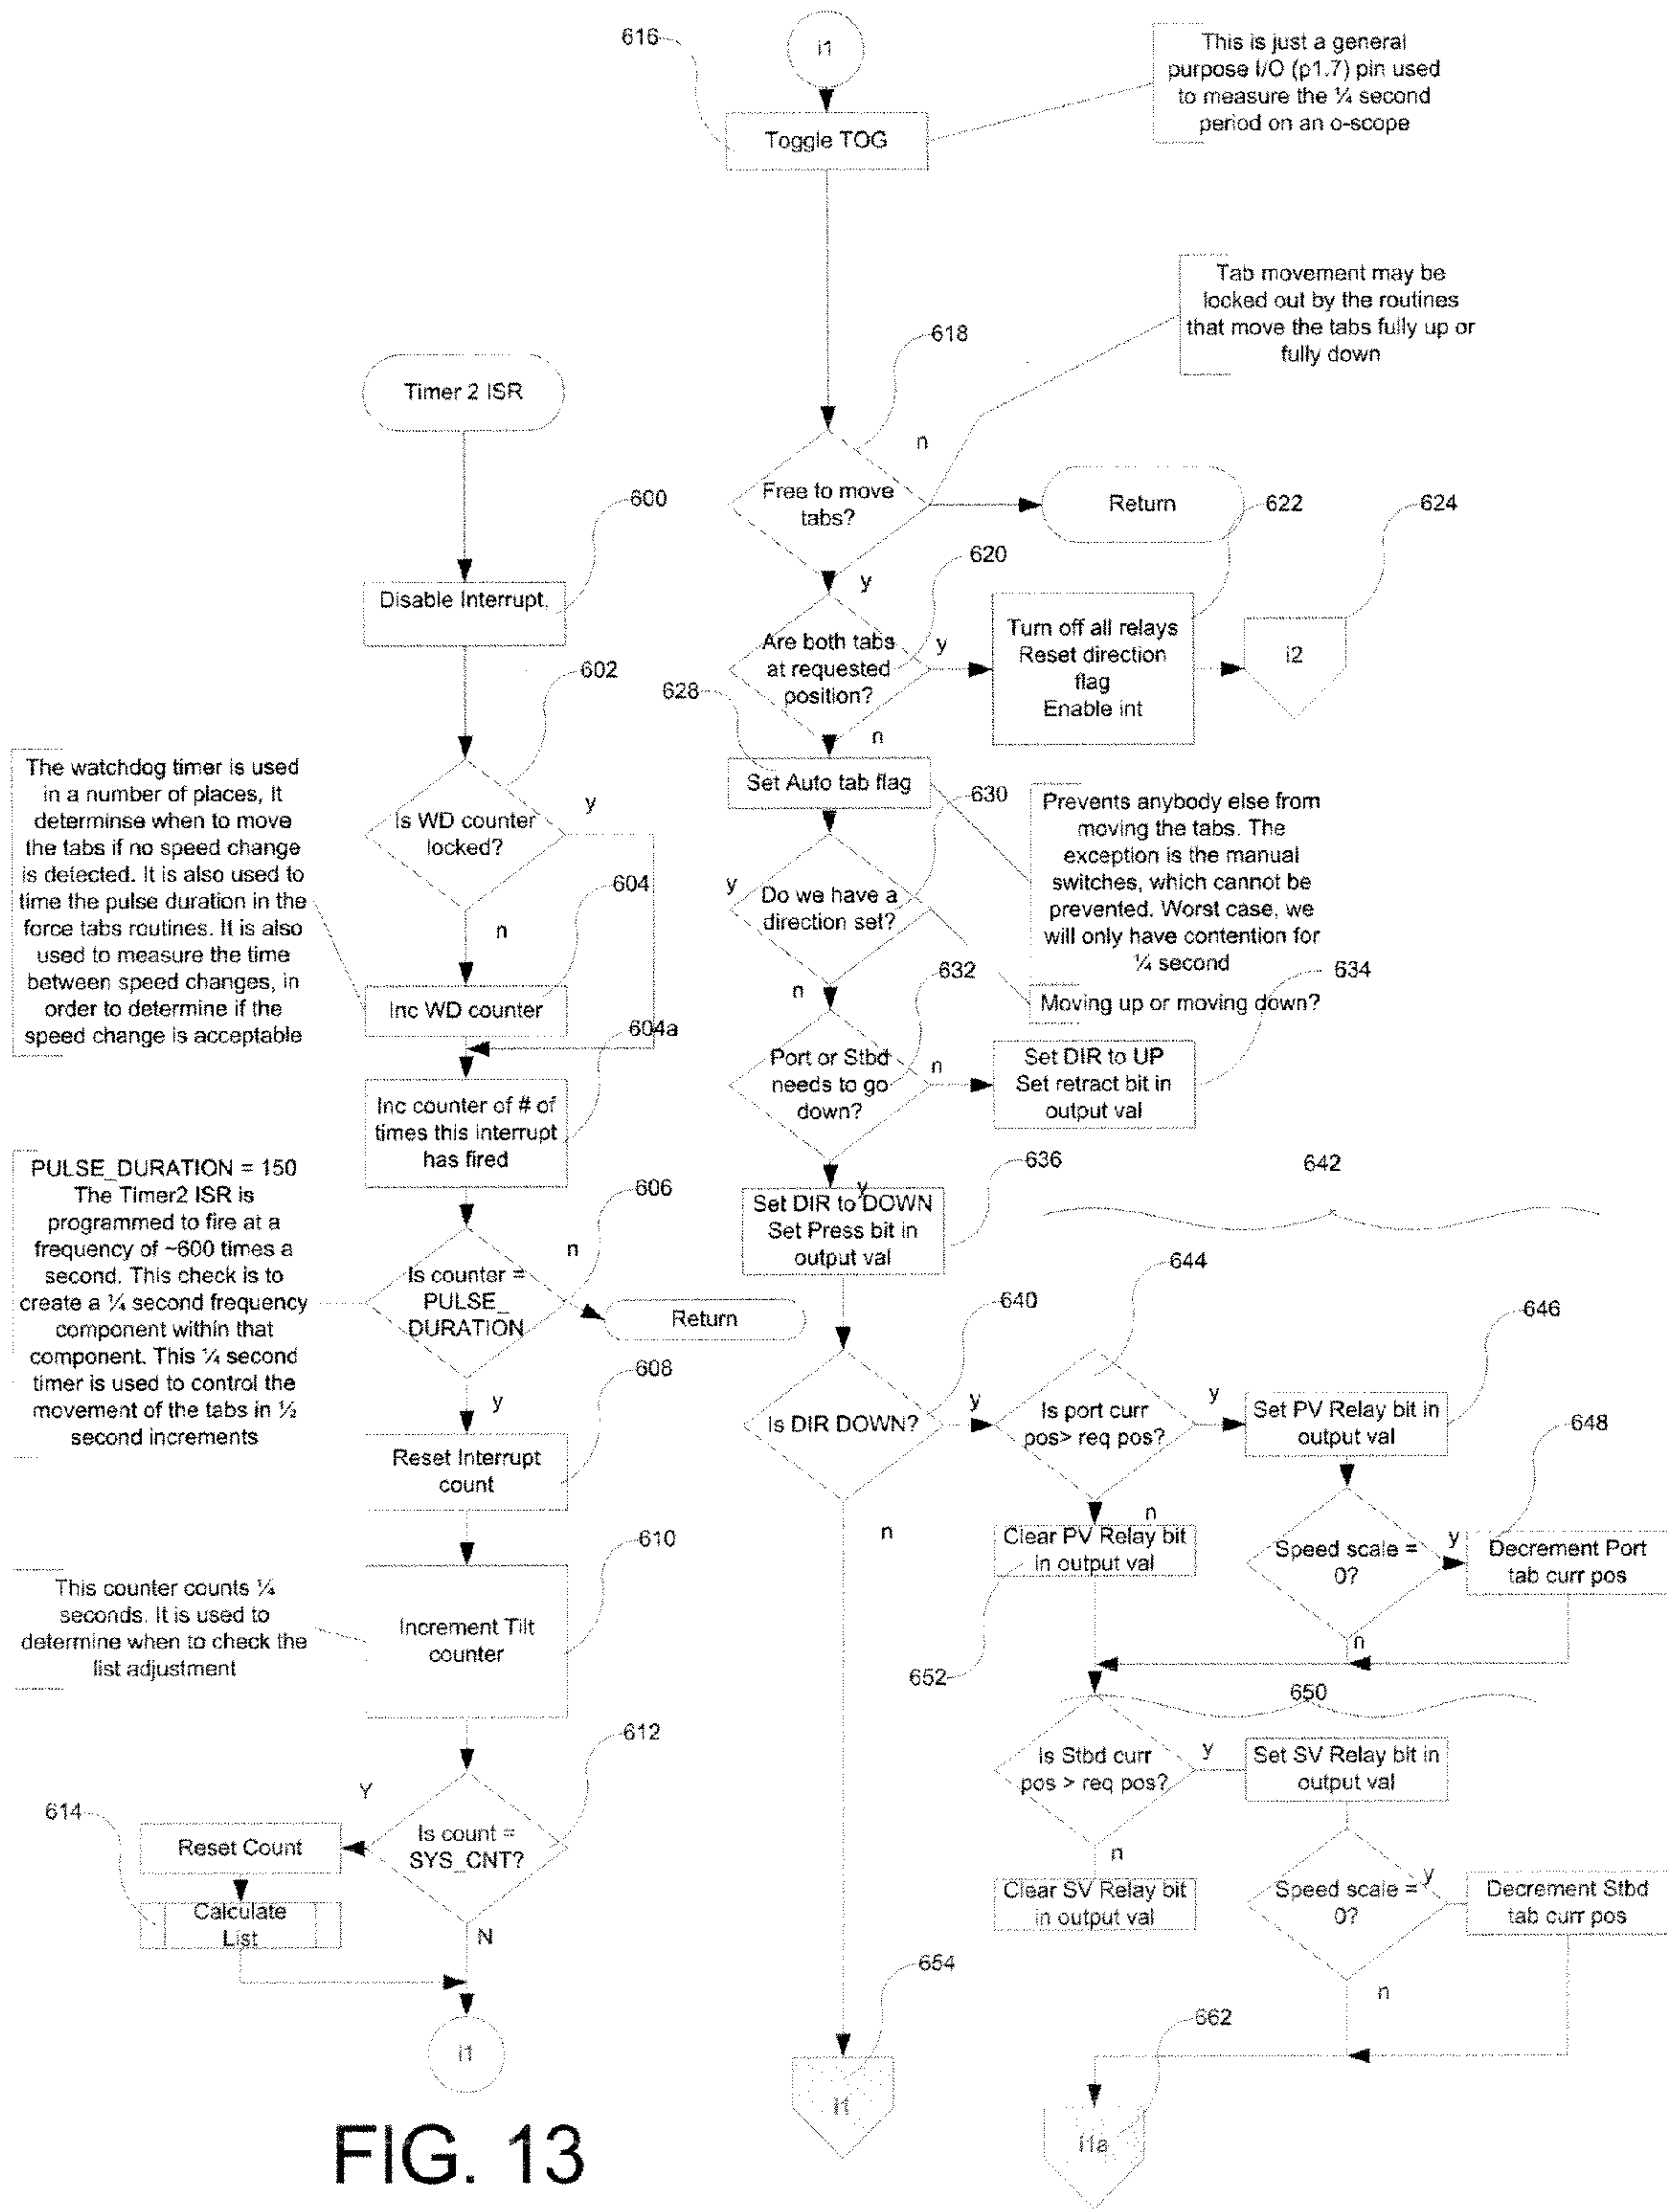 616
i1
Toggle TOG
This is just a general
purpose I/O (p1.7) pin used
to measure the ¼ second
period on an o-scope
Tab movement may be
locked out by the routines
that move the tabs fully up or
fully down
618
n
Free to move
tabs?
Return
622
624
620
y
Are both tabs
at requested
position?
y
Turn off all relays
Reset direction
flag
Enable int
i2
628
n
Set Auto tab flag
630
Prevents anybody else from
moving the tabs. The
exception is the manual
switches, which cannot be
prevented. Worst case, we
will only have contention for
¼ second
y
Do we have a
direction set?
632
634
n
Moving up or moving down?
Port or Stbd
needs to go
down?
n
Set DIR to UP
Set retract bit in
output val
636
642
y
Set DIR to DOWN
Set Press bit in
output val
640
644
646
Is DIR DOWN?
y
Is port curr
pos> req pos?
y
Set PV Relay bit in
output val
648
n
n
Clear PV Relay bit
in output val
Speed scale =
0?
y
Decrement Port
tab curr pos
n
652
650
Is Stbd curr
pos > req pos?
y
Set SV Relay bit in
output val
n
Clear SV Relay bit
in output val
Speed scale =
0?
y
Decrement Stbd
tab curr pos
n
654
662
i1
i1a
Timer 2 ISR
600
Disable Interrupt.
602
Is WD counter
locked?
y
The watchdog timer is used
in a number of places, it
determinse when to move
the tabs if no speed change
is detected. It is also used to
time the pulse duration in the
force tabs routines. It is also
used to measure the time
between speed changes, in
order to determine if the
speed change is acceptable
604
n
Inc WD counter
604a
Inc counter of # of
times this interrupt
has fired
606
PULSE_DURATION = 150
The Timer2 ISR is
programmed to fire at a
frequency of ~600 times a
second. This check is to
create a ¼ second frequency
component within that
component. This ¼ second
timer is used to control the
movement of the tabs in ½
second increments
n
Is counter =
PULSE_
DURATION
Return
608
y
Reset Interrupt
count
610
This counter counts ¼
seconds. It is used to
determine when to check the
list adjustment
Increment Tilt
counter
612
Y
614
Is count =
SYS_CNT?
Reset Count
Calculate
List
N
i1
FIG. 13